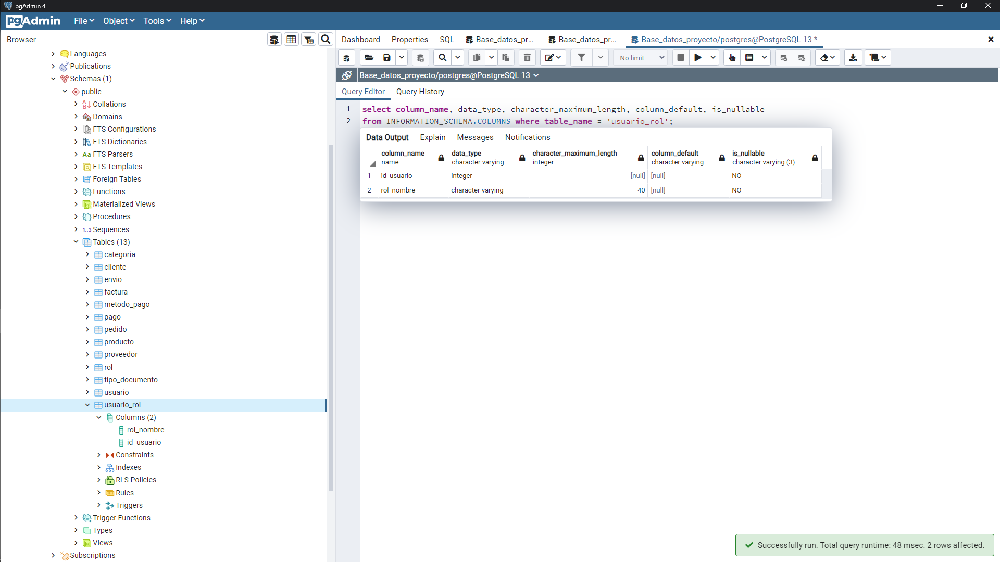 pgAdmin 4
pgAdmin File Object Tools Help
Browser
Languages
Publications
Schemas (1)
public
Collations
Domains
FTS Configurations
FTS Dictionaries
Aa FTS Parsers
FTS Templates
Foreign Tables
Functions
Materialized Views
Procedures
1..3 Sequences
Tables (13)
categoria
cliente
envio
factura
metodo_pago
pago
pedido
producto
proveedor
rol
tipo_documento
usuario
usuario_rol
Columns (2)
rol_nombre
id_usuario
Constraints
Indexes
RLS Policies
Rules
Triggers
Trigger Functions
Types
Views
Subscriptions
Dashboard Properties SQL Base_datos_pr... Base_datos_pr... Base_datos_proyecto/postgres@PostgreSQL 13 *
No limit
Base_datos_proyecto/postgres@PostgreSQL 13
Query Editor Query History
1 select column_name, data_type, character_maximum_length, column_default, is_nullable
2 from INFORMATION_SCHEMA.COLUMNS where table_name = 'usuario_rol';
Data Output Explain Messages Notifications
column_name data_type character_maximum_length column_default is_nullable
name character varying integer character varying character varying (3)
1 id_usuario integer [null] [null] NO
2 rol_nombre character varying 40 [null] NO
Successfully run. Total query runtime: 48 msec. 2 rows affected.